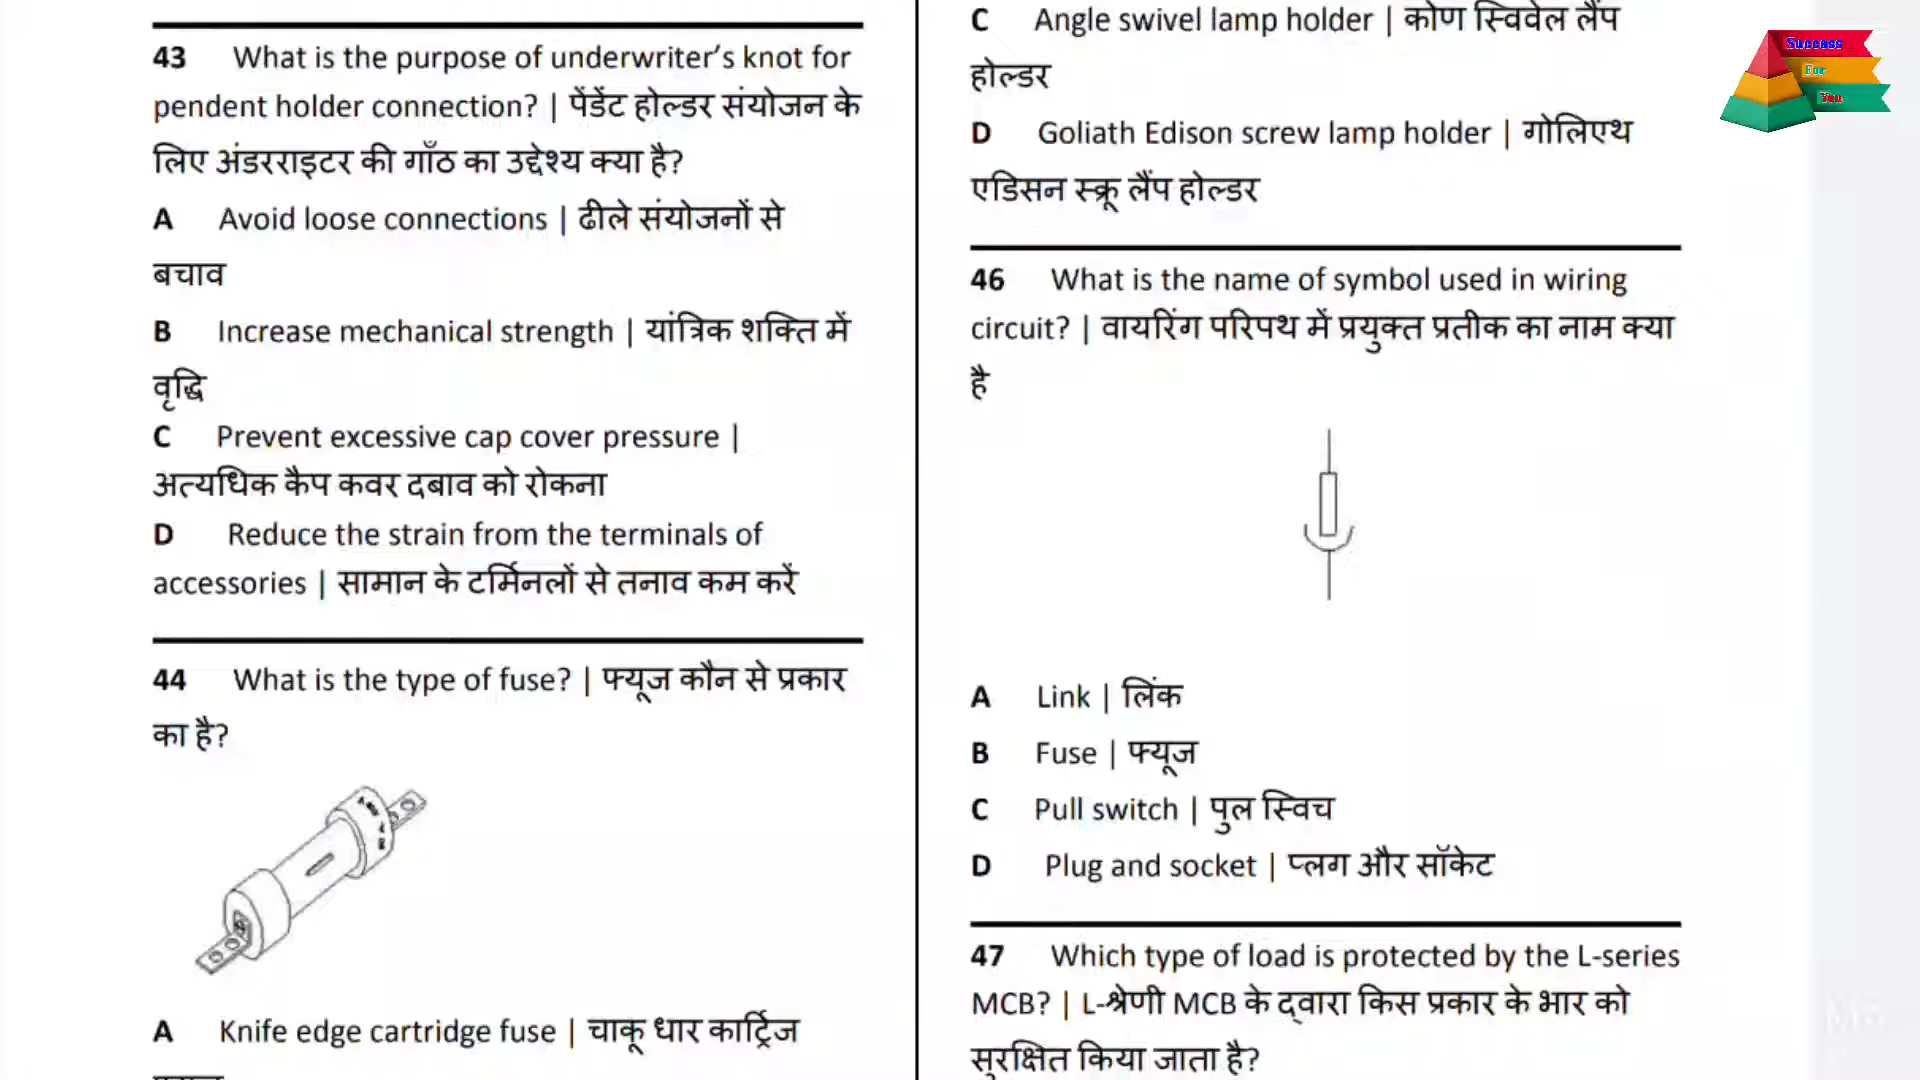 43 What is the purpose of underwriter’s knot for
pendent holder connection? | पेंडेंट होल्डर संयोजन के
लिए अंडरराइटर की गाँठ का उद्देश्य क्या है?
A Avoid loose connections | ढीले संयोजनों से
बचाव
B Increase mechanical strength | यांत्रिक शक्ति में
वृद्धि
C Prevent excessive cap cover pressure |
अत्यधिक कैप कवर दबाव को रोकना
D Reduce the strain from the terminals of
accessories | सामान के टर्मिनलों से तनाव कम करें
44 What is the type of fuse? | फ्यूज कौन से प्रकार
का है?
A Knife edge cartridge fuse | चाकू धार कार्ट्रिज
C Angle swivel lamp holder | कोण स्विवेल लैंप
होल्डर
D Goliath Edison screw lamp holder | गोलिएथ
एडिसन स्क्रू लैंप होल्डर
46 What is the name of symbol used in wiring
circuit? | वायरिंग परिपथ में प्रयुक्त प्रतीक का नाम क्या
है
A Link | लिंक
B Fuse | फ्यूज
C Pull switch | पुल स्विच
D Plug and socket | प्लग और सॉकेट
47 Which type of load is protected by the L-series
MCB? | L-श्रेणी MCB के द्वारा किस प्रकार के भार को
सुरक्षित किया जाता है?
Success
For
You